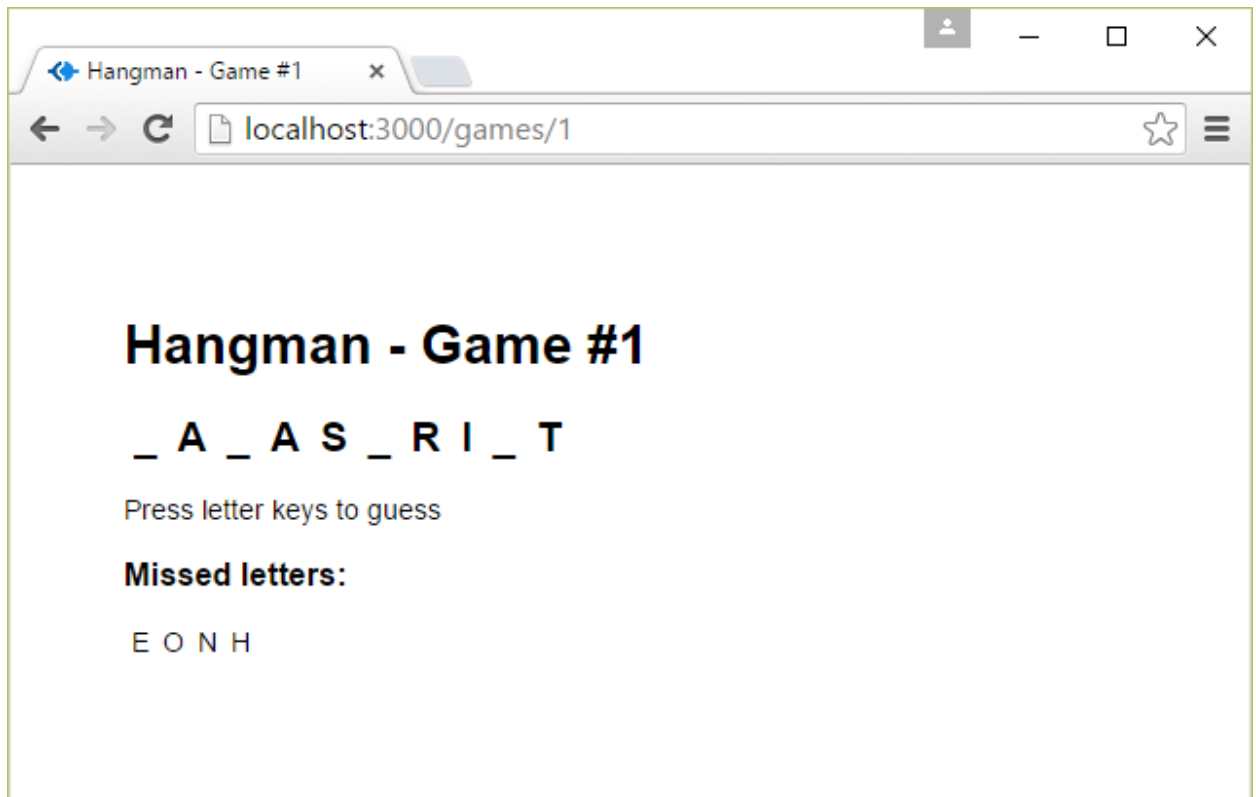 Hangman - Game #1
localhost:3000/games/1
Hangman - Game #1
_ A _ A S _ R I _ T
Press letter keys to guess
Missed letters:
E O N H